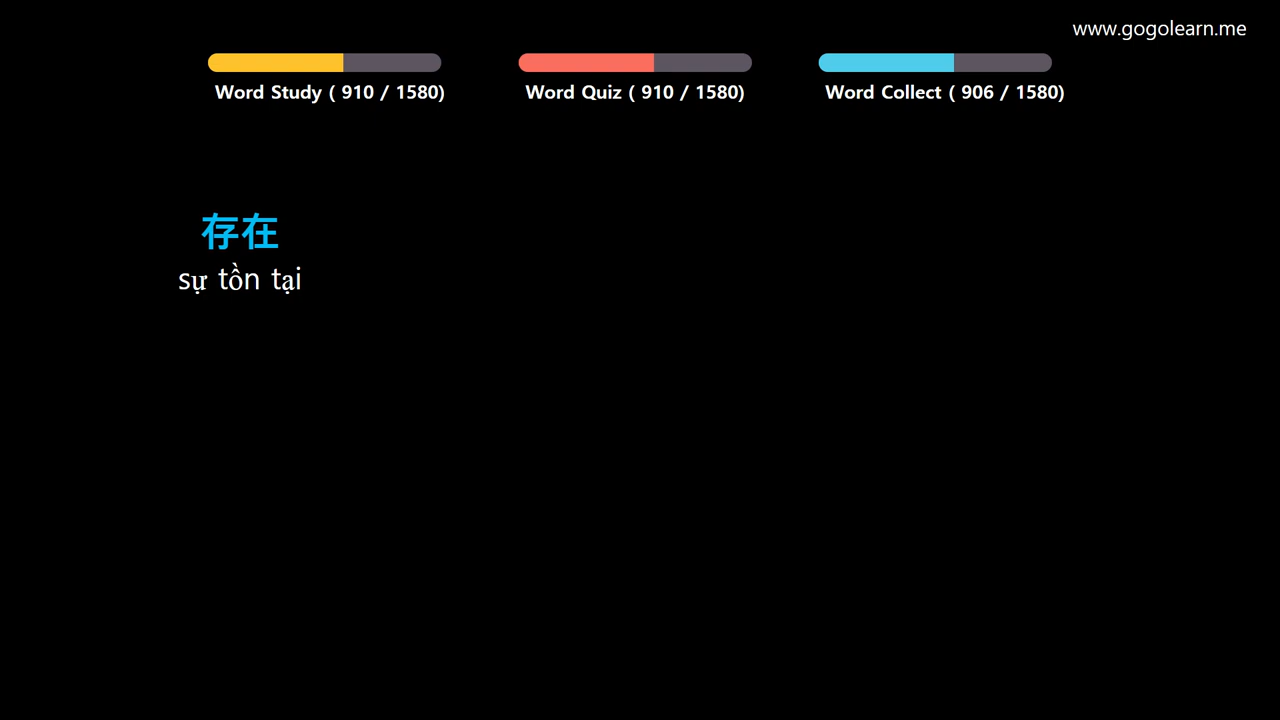 www.gogolearn.me
Word Study ( 910 / 1580)
Word Quiz ( 910 / 1580)
Word Collect ( 906 / 1580)
存在
sự tồn tại